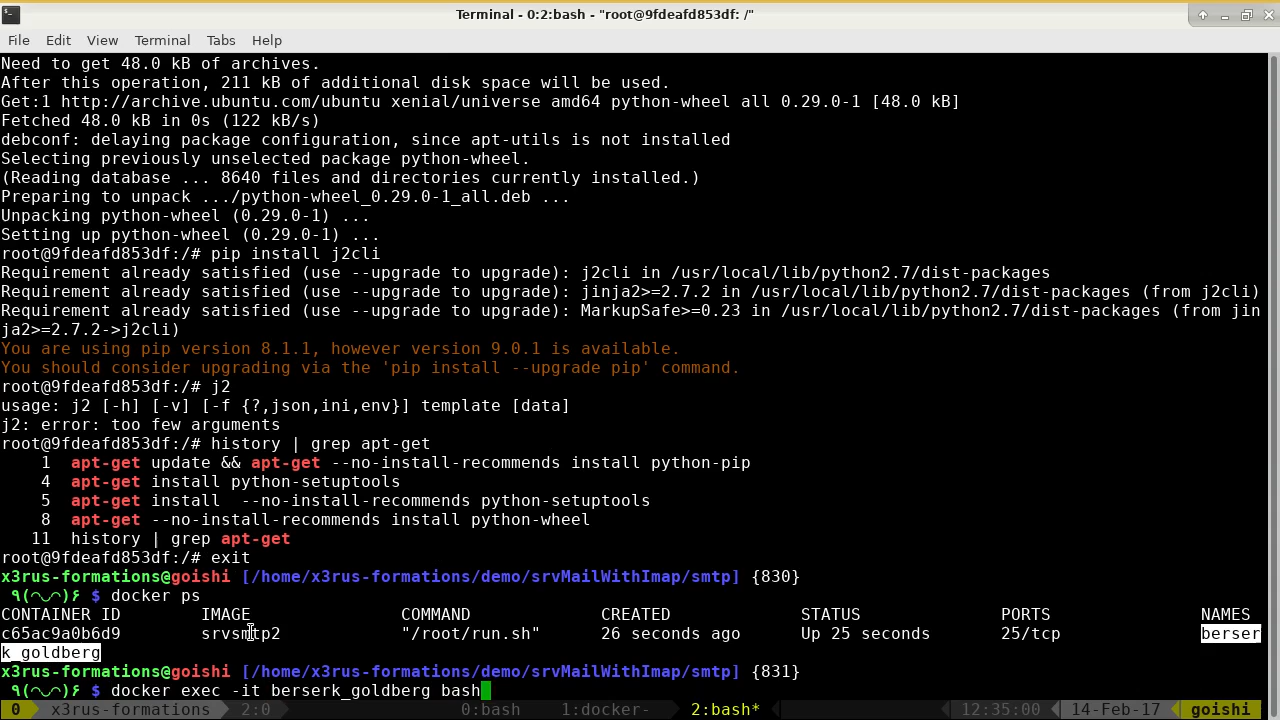 Terminal - 0:2:bash - "root@9fdeafd853df: /"
File Edit View Terminal Tabs Help
Need to get 48.0 kB of archives.
After this operation, 211 kB of additional disk space will be used.
Get:1 http://archive.ubuntu.com/ubuntu xenial/universe amd64 python-wheel all 0.29.0-1 [48.0 kB]
Fetched 48.0 kB in 0s (122 kB/s)
debconf: delaying package configuration, since apt-utils is not installed
Selecting previously unselected package python-wheel.
(Reading database ... 8640 files and directories currently installed.)
Preparing to unpack .../python-wheel_0.29.0-1_all.deb ...
Unpacking python-wheel (0.29.0-1) ...
Setting up python-wheel (0.29.0-1) ...
root@9fdeafd853df:/# pip install j2cli
Requirement already satisfied (use --upgrade to upgrade): j2cli in /usr/local/lib/python2.7/dist-packages
Requirement already satisfied (use --upgrade to upgrade): jinja2>=2.7.2 in /usr/local/lib/python2.7/dist-packages (from j2cli)
Requirement already satisfied (use --upgrade to upgrade): MarkupSafe>=0.23 in /usr/local/lib/python2.7/dist-packages (from jin
ja2>=2.7.2->j2cli)
You are using pip version 8.1.1, however version 9.0.1 is available.
You should consider upgrading via the 'pip install --upgrade pip' command.
root@9fdeafd853df:/# j2
usage: j2 [-h] [-v] [-f {?,json,ini,env}] template [data]
j2: error: too few arguments
root@9fdeafd853df:/# history | grep apt-get
1 apt-get update && apt-get --no-install-recommends install python-pip
4 apt-get install python-setuptools
5 apt-get install  --no-install-recommends python-setuptools
8 apt-get --no-install-recommends install python-wheel
11 history | grep apt-get
root@9fdeafd853df:/# exit
x3rus-formations@goishi [/home/x3rus-formations/demo/srvMailWithImap/smtp] {830}
٩(◠◡◠)۶ $ docker ps
CONTAINER ID IMAGE COMMAND CREATED STATUS PORTS NAMES
c65ac9a0b6d9 srvsmtp2 "/root/run.sh" 26 seconds ago Up 25 seconds 25/tcp berser
k_goldberg
x3rus-formations@goishi [/home/x3rus-formations/demo/srvMailWithImap/smtp] {831}
٩(◠◡◠)۶ $ docker exec -it berserk_goldberg bash
0 x3rus-formations 2:0 0:bash 1:docker- 2:bash* 12:35:00 14-Feb-17 goishi